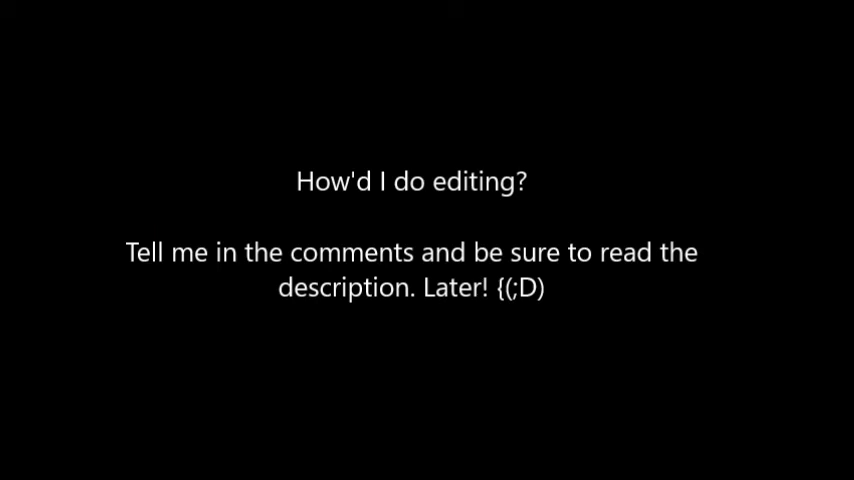 How'd I do editing?
Tell me in the comments and be sure to read the
description. Later! {(;D)